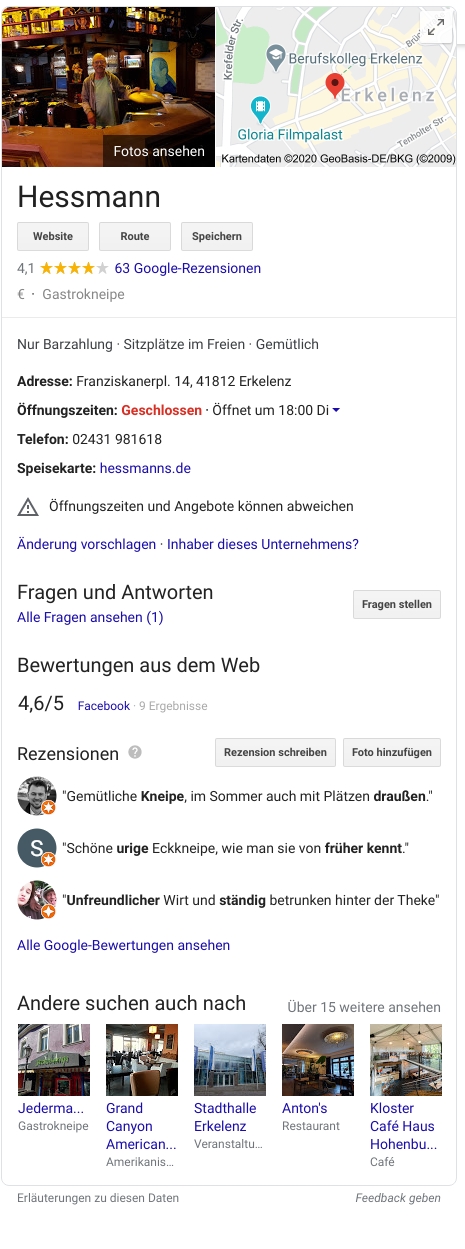 Krefelder Str.
Brüc
Berufskolleg Erkelenz
Erkelenz
Gloria Filmpalast
Tenholter St.
Fotos ansehen
Kartendaten ©2020 GeoBasis-DE/BKG (©2009)
Hessmann
Website Route Speichern
4,1 63 Google-Rezensionen
€ · Gastrokneipe
Nur Barzahlung · Sitzplätze im Freien · Gemütlich
Adresse: Franziskanerpl. 14, 41812 Erkelenz
Öffnungszeiten: Geschlossen · Öffnet um 18:00 Di
Telefon: 02431 981618
Speisekarte: hessmanns.de
Öffnungszeiten und Angebote können abweichen
Änderung vorschlagen · Inhaber dieses Unternehmens?
Fragen und Antworten
Alle Fragen ansehen (1)
Fragen stellen
Bewertungen aus dem Web
4,6/5 Facebook · 9 Ergebnisse
Rezensionen ? Rezension schreiben Foto hinzufügen
"Gemütliche Kneipe, im Sommer auch mit Plätzen draußen."
S "Schöne urige Eckkneipe, wie man sie von früher kennt."
"Unfreundlicher Wirt und ständig betrunken hinter der Theke"
Alle Google-Bewertungen ansehen
Andere suchen auch nach Über 15 weitere ansehen
Jederma...
Gastrokneipe
Grand
Canyon
American...
Amerikanis...
Stadthalle
Erkelenz
Veranstaltu...
Anton's
Restaurant
Kloster
Café Haus
Hohenbu...
Café
Erläuterungen zu diesen Daten Feedback geben